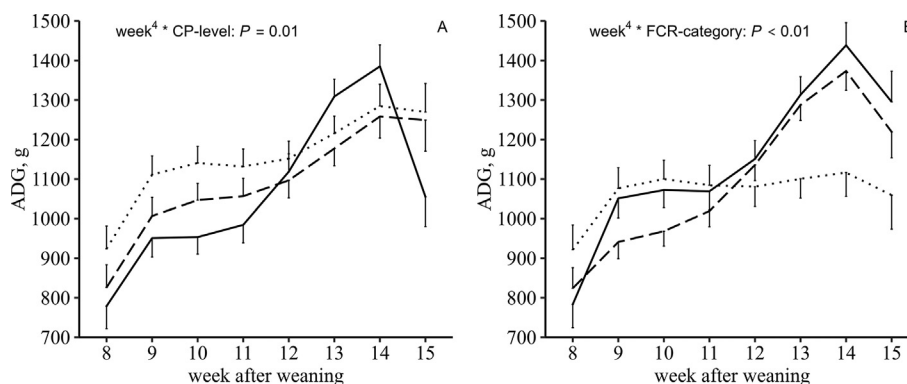 week⁴ * CP-level: P = 0.01
A
ADG, g
1500
1400
1300
1200
1100
1000
900
800
700
8 9 10 11 12 13 14 15
week after weaning
week⁴ * FCR-category: P < 0.01
ADG, g
1500
1400
1300
1200
1100
1000
900
800
700
8 9 10 11 12 13 14 15
week after weaning